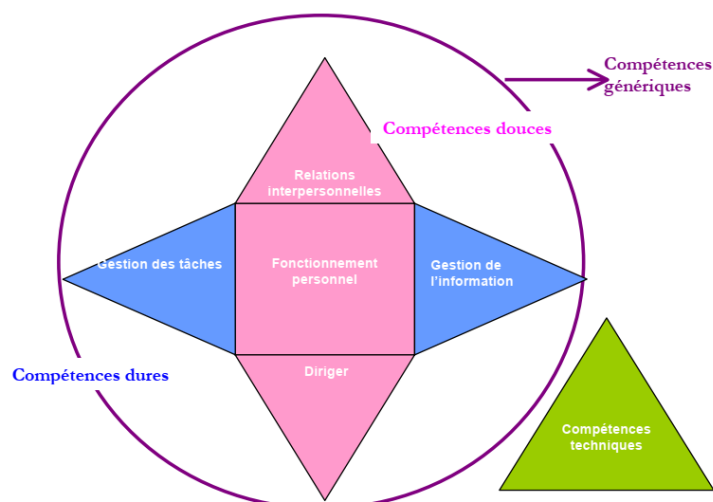 Compétences
génériques
Compétences douces
Relations
interpersonnelles
Gestion des tâches
Fonctionnement
personnel
Gestion de
l'information
Diriger
Compétences dures
Compétences
techniques